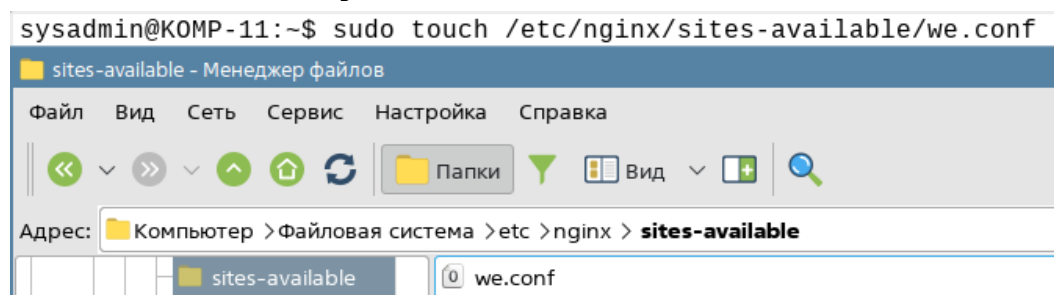 sysadmin@KOMP-11:~$ sudo touch /etc/nginx/sites-available/we.conf
sites-available - Менеджер файлов
Файл Вид Сеть Сервис Настройка Справка
Папки Вид
Адрес: Компьютер >Файловая система >etc >nginx > sites-available
sites-available 0 we.conf